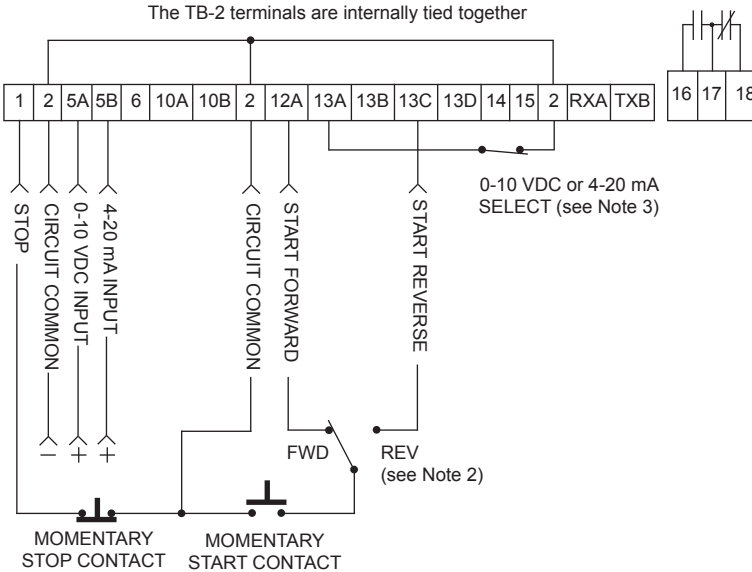 The TB-2 terminals are internally tied together
1 2 5A 5B 6 10A 10B 2 12A 13A 13B 13C 13D 14 15 2 RXA TXB
16 17 18
0-10 VDC or 4-20 mA
SELECT (see Note 3)
STOP
CIRCUIT COMMON
0-10 VDC INPUT
4-20 mA INPUT
CIRCUIT COMMON
START FORWARD
START REVERSE
– + +
FWD
REV
(see Note 2)
MOMENTARY
STOP CONTACT
MOMENTARY
START CONTACT